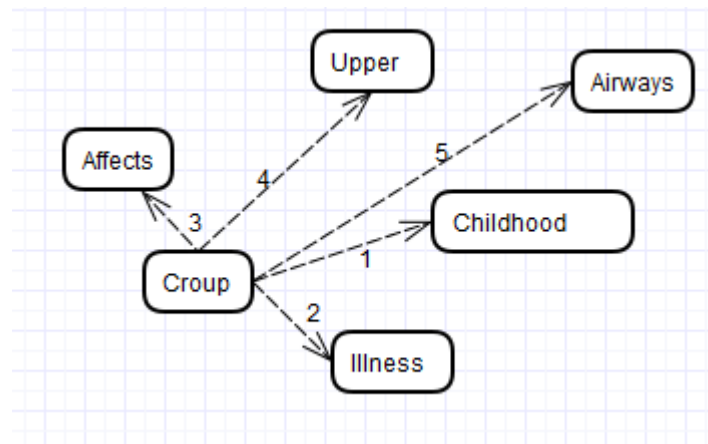 Upper
Airways
5
Affects
4
Childhood
3
1
Croup
2
Illness